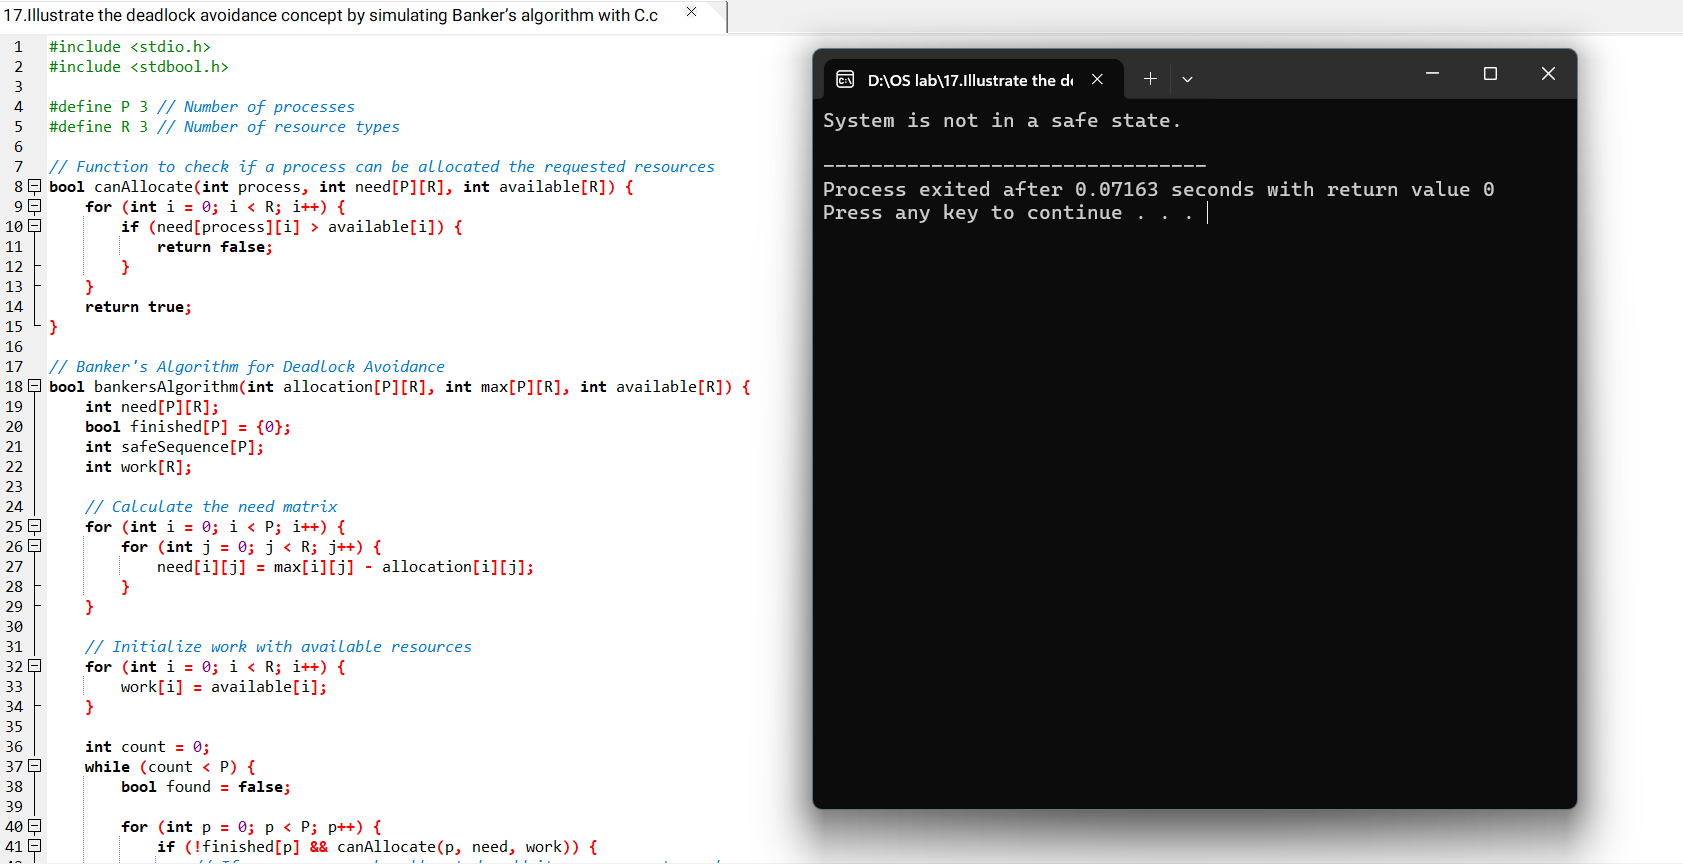 17.Illustrate the deadlock avoidance concept by simulating Banker's algorithm with C.c
1 #include <stdio.h>
2 #include <stdbool.h>
3
4 #define P 3 // Number of processes
5 #define R 3 // Number of resource types
6
7 // Function to check if a process can be allocated the requested resources
8 bool canAllocate(int process, int need[P][R], int available[R]) {
9 for (int i = 0; i < R; i++) {
10 if (need[process][i] > available[i]) {
11 return false;
12 }
13 }
14 return true;
15 }
16
17 // Banker's Algorithm for Deadlock Avoidance
18 bool bankersAlgorithm(int allocation[P][R], int max[P][R], int available[R]) {
19 int need[P][R];
20 bool finished[P] = {0};
21 int safeSequence[P];
22 int work[R];
23
24 // Calculate the need matrix
25 for (int i = 0; i < P; i++) {
26 for (int j = 0; j < R; j++) {
27 need[i][j] = max[i][j] - allocation[i][j];
28 }
29 }
30
31 // Initialize work with available resources
32 for (int i = 0; i < R; i++) {
33 work[i] = available[i];
34 }
35
36 int count = 0;
37 while (count < P) {
38 bool found = false;
39
40 for (int p = 0; p < P; p++) {
41 if (!finished[p] && canAllocate(p, need, work)) {
D:\OS lab\17.Illustrate the de
System is not in a safe state.
--------------------------------
Process exited after 0.07163 seconds with return value 0
Press any key to continue . . .